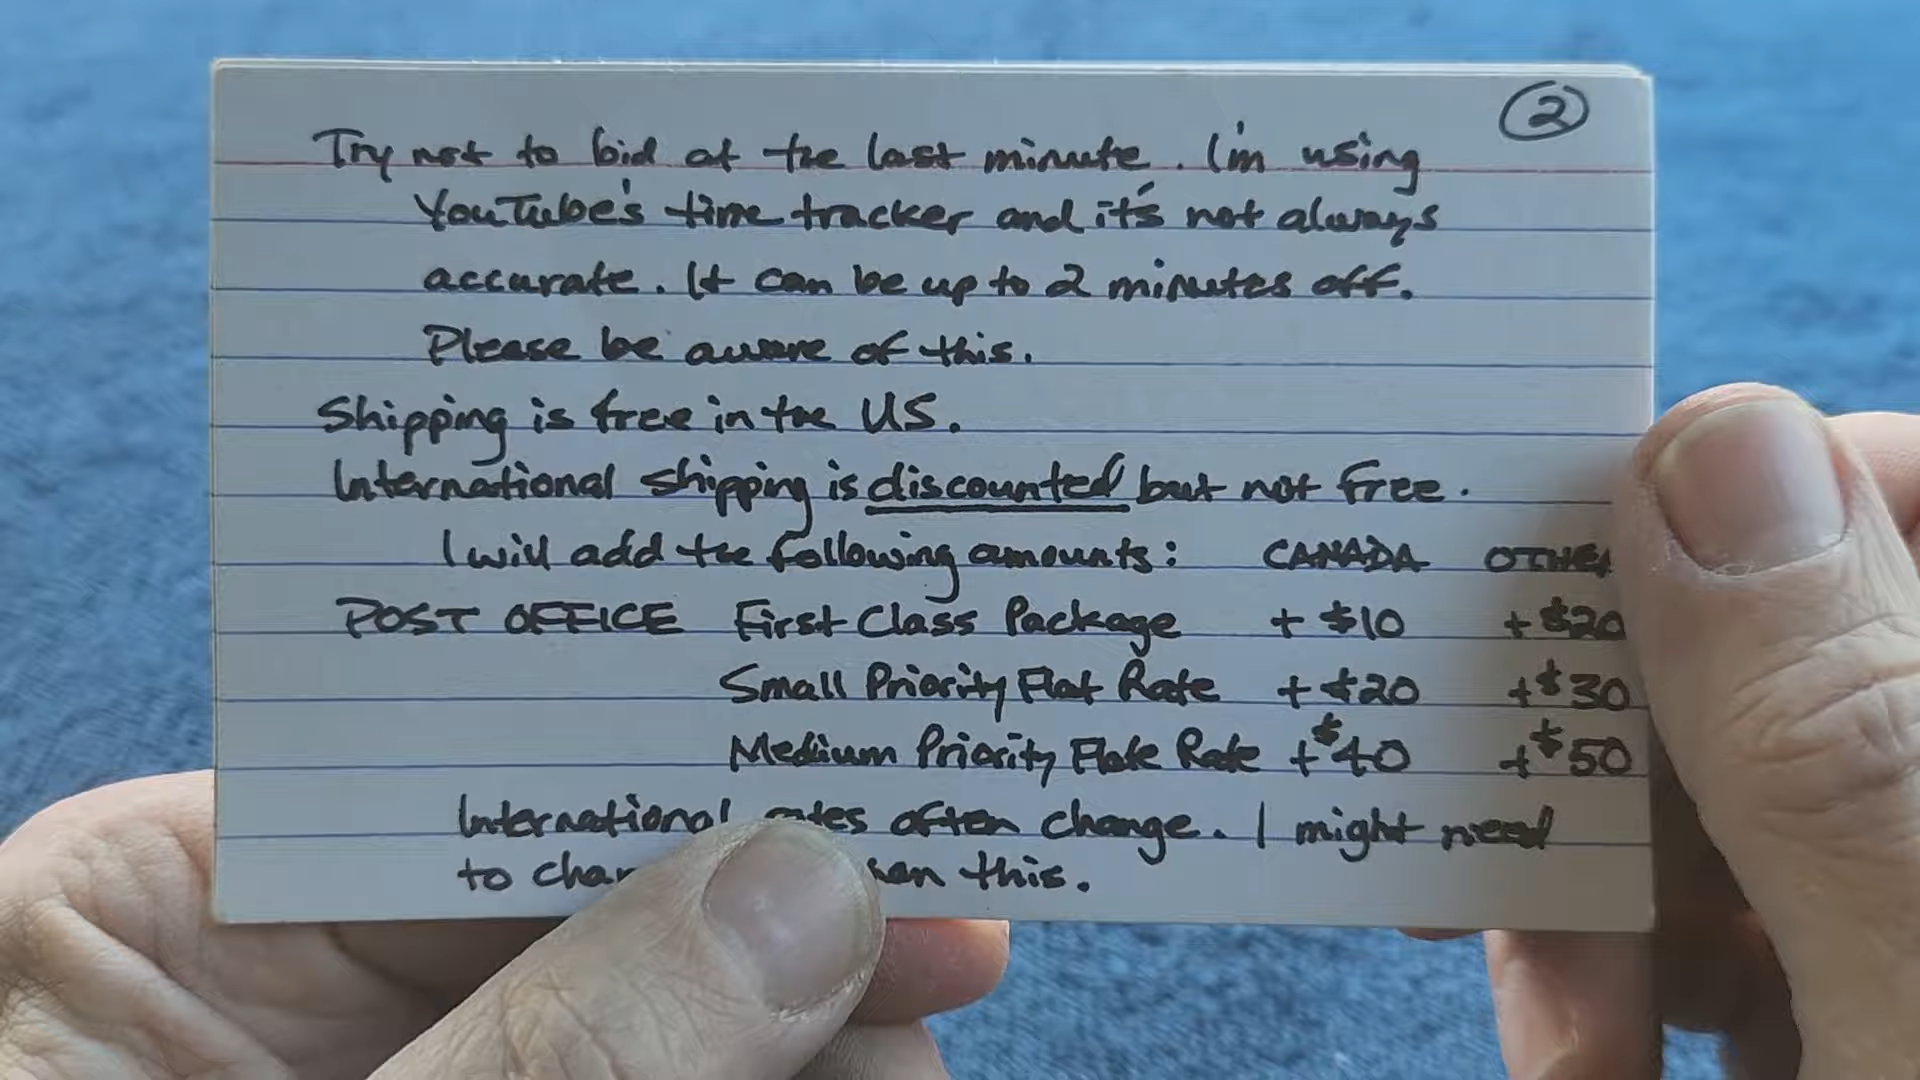 2
Try not to bid at the last minute. I'm using
YouTube's time tracker and it's not always
accurate. It can be up to 2 minutes off.
Please be aware of this.
Shipping is free in the US.
International shipping is discounted but not free.
I will add the following amounts: CANADA
POST OFFICE First Class Package + $10 + $20
Small Priority Flat Rate + $20 + $30
Medium Priority Flate Rate + $40 + $50
International often change. I might need
to this.